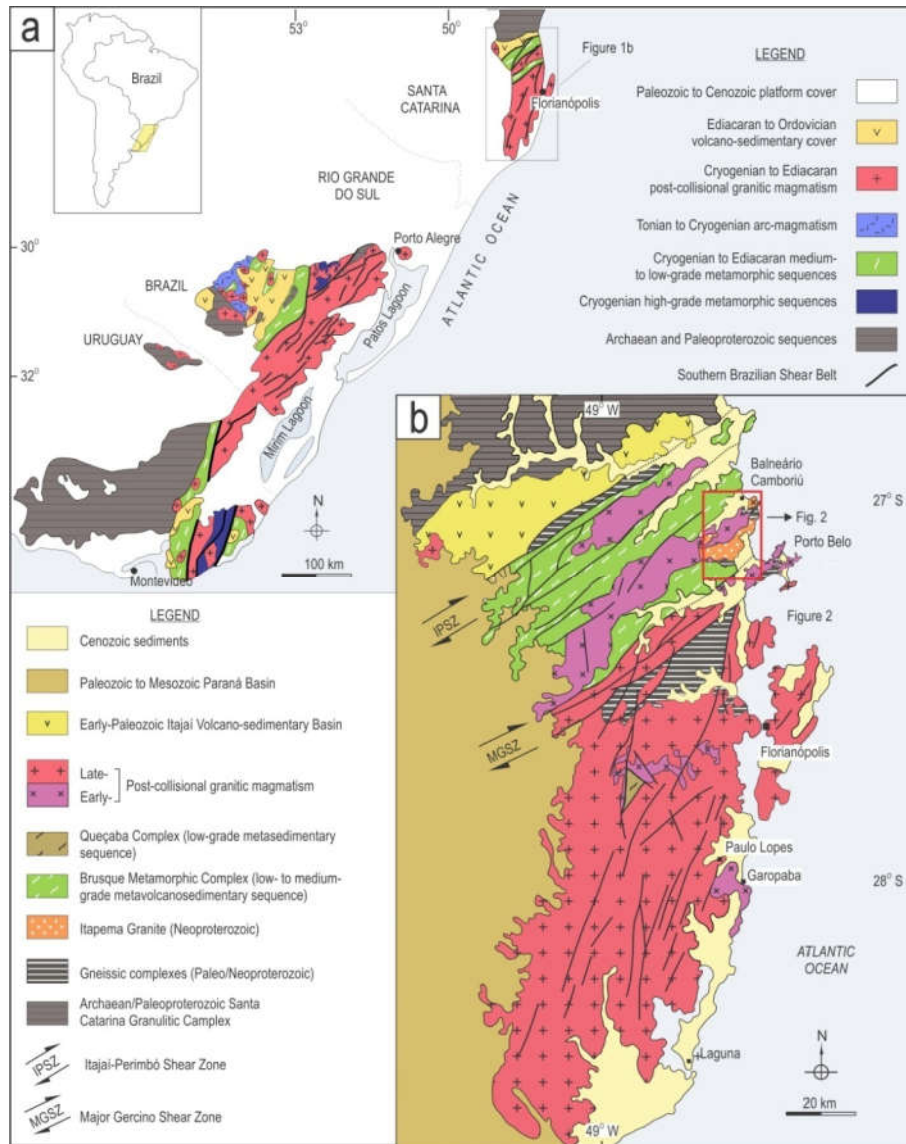 a
Brazil
53°
50°
Figure 1b
SANTA
CATARINA
Florianópolis
RIO GRANDE
DO SUL
ATLANTIC OCEAN
30°
Porto Alegre
BRAZIL
Patos Lagoon
URUGUAY
32°
Mirim Lagoon
N
100 km
Montevideo
LEGEND
Paleozoic to Cenozoic platform cover
Ediacaran to Ordovician
volcano-sedimentary cover
Cryogenian to Ediacaran
post-collisional granitic magmatism
Tonian to Cryogenian arc-magmatism
Cryogenian to Ediacaran medium-
to low-grade metamorphic sequences
Cryogenian high-grade metamorphic sequences
Archaean and Paleoproterozoic sequences
Southern Brazilian Shear Belt
b
49° W
Balneário
Camboriú
27° S
Fig. 2
Porto Belo
IPSZ
Figure 2
MGSZ
Florianópolis
Paulo Lopes
Garopaba
28° S
ATLANTIC
OCEAN
N
Laguna
20 km
49° W
LEGEND
Cenozoic sediments
Paleozoic to Mesozoic Paraná Basin
Early-Paleozoic Itajaí Volcano-sedimentary Basin
Late-
Early-
Post-collisional granitic magmatism
Queçaba Complex (low-grade metasedimentary
sequence)
Brusque Metamorphic Complex (low- to medium-
grade metavolcanosedimentary sequence)
Itapema Granite (Neoproterozoic)
Gneissic complexes (Paleo/Neoproterozoic)
Archaean/Paleoproterozoic Santa
Catarina Granulitic Camplex
IPSZ
Itajaí-Perimbó Shear Zone
MGSZ
Major Gercino Shear Zone